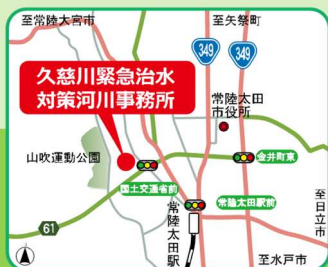 至常陸大宮市
至矢祭町
349
349
久慈川緊急治水
対策河川事務所
常陸太田
市役所
山吹運動公園
金井町東
国土交通省前
至日立市
常陸太田駅
常陸太田駅前
61
至水戸市